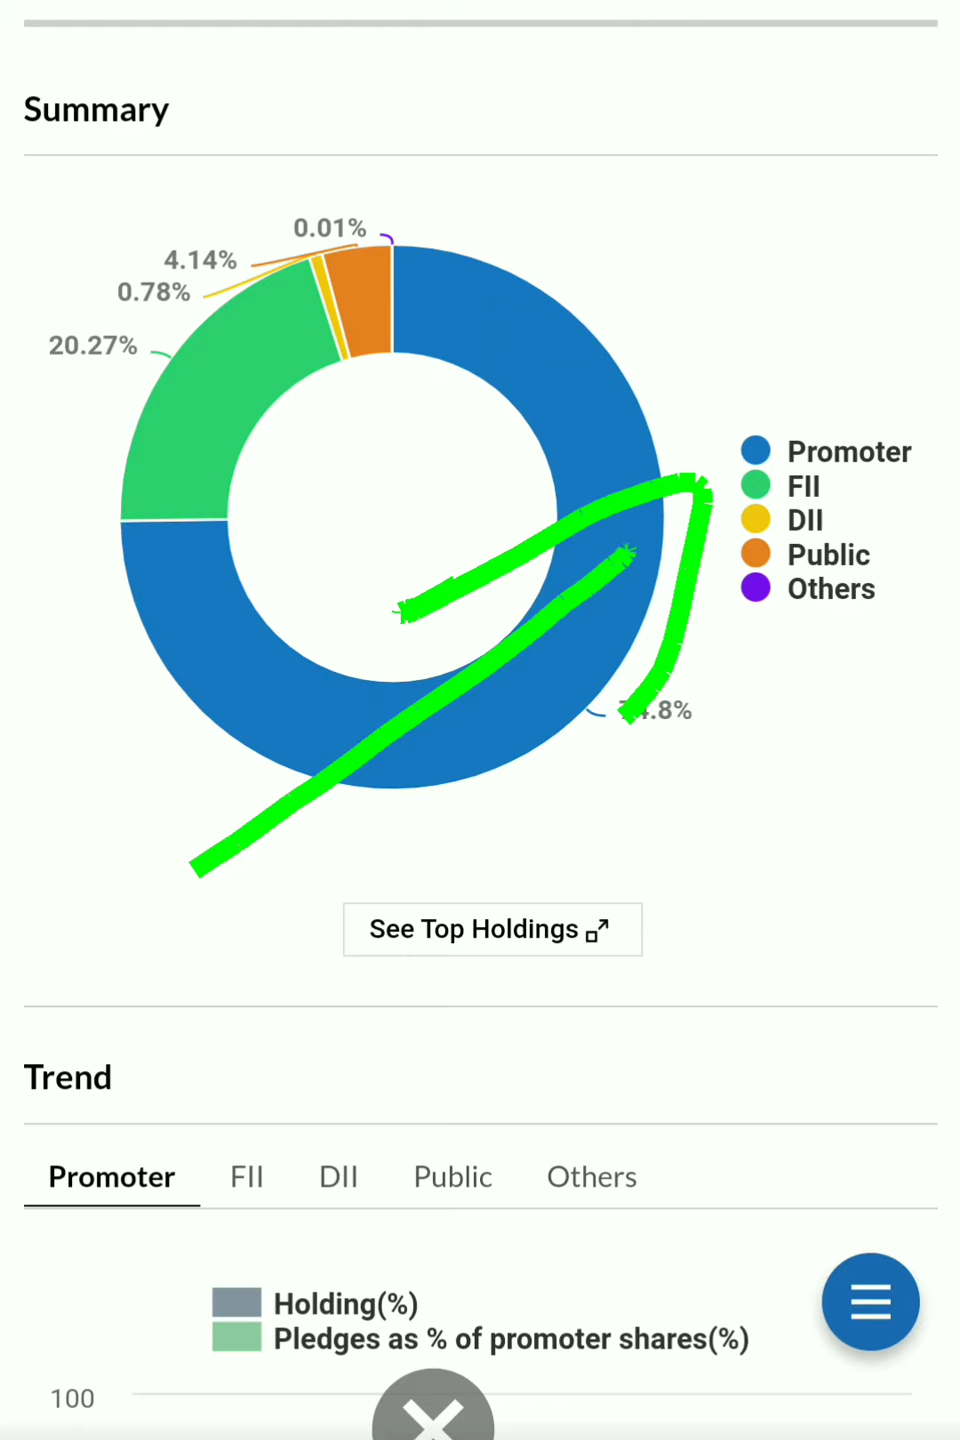 Summary
0.01%
4.14%
0.78%
20.27%
Promoter
FII
DII
Public
Others
See Top Holdings
Trend
Promoter FII DII Public Others
Holding(%)
Pledges as % of promoter shares(%)
100